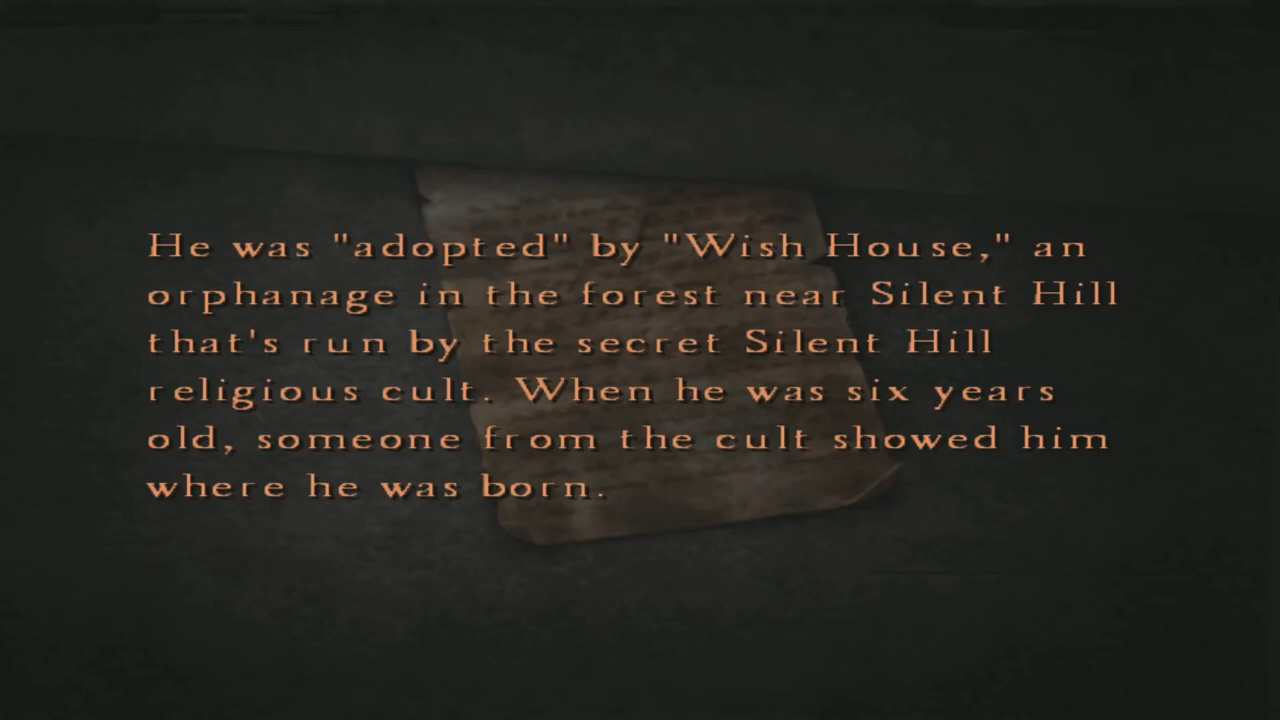 He was "adopted" by "Wish House," an
orphanage in the forest near Silent Hill
that's run by the secret Silent Hill
religious cult. When he was six years
old, someone from the cult showed him
where he was born.